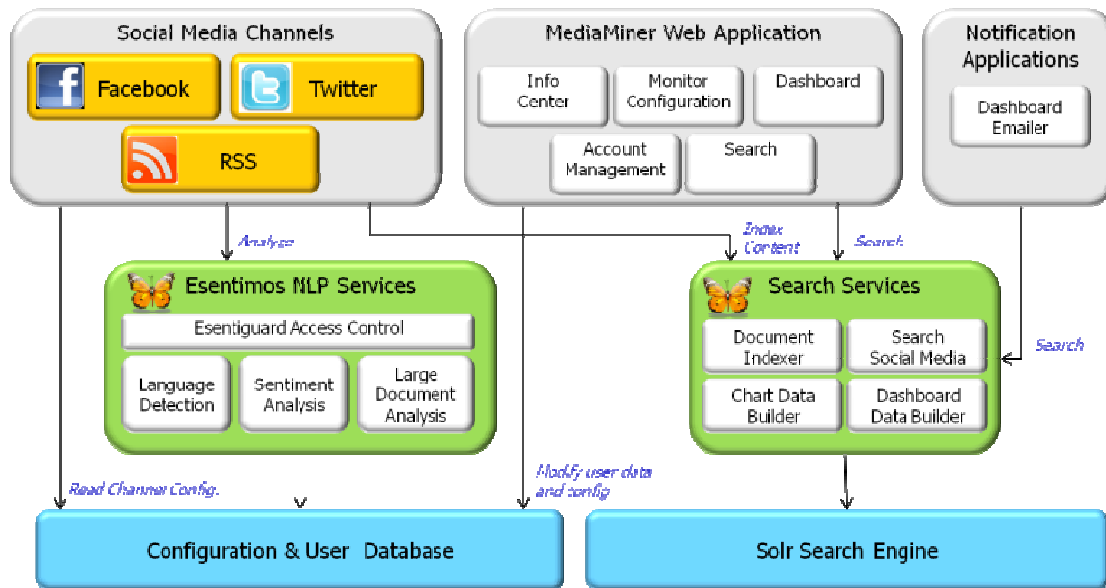 Social Media Channels
Facebook
Twitter
RSS
MediaMiner Web Application
Info
Center
Monitor
Configuration
Dashboard
Account
Management
Search
Notification
Applications
Dashboard
Emailer
Analyze
Index
Content
Search
Esentimos NLP Services
Esentiguard Access Control
Language
Detection
Sentiment
Analysis
Large
Document
Analysis
Search Services
Document
Indexer
Search
Social Media
Chart Data
Builder
Dashboard
Data Builder
Search
Read Channel Config.
Modify user data
and config
Configuration & User Database
Solr Search Engine